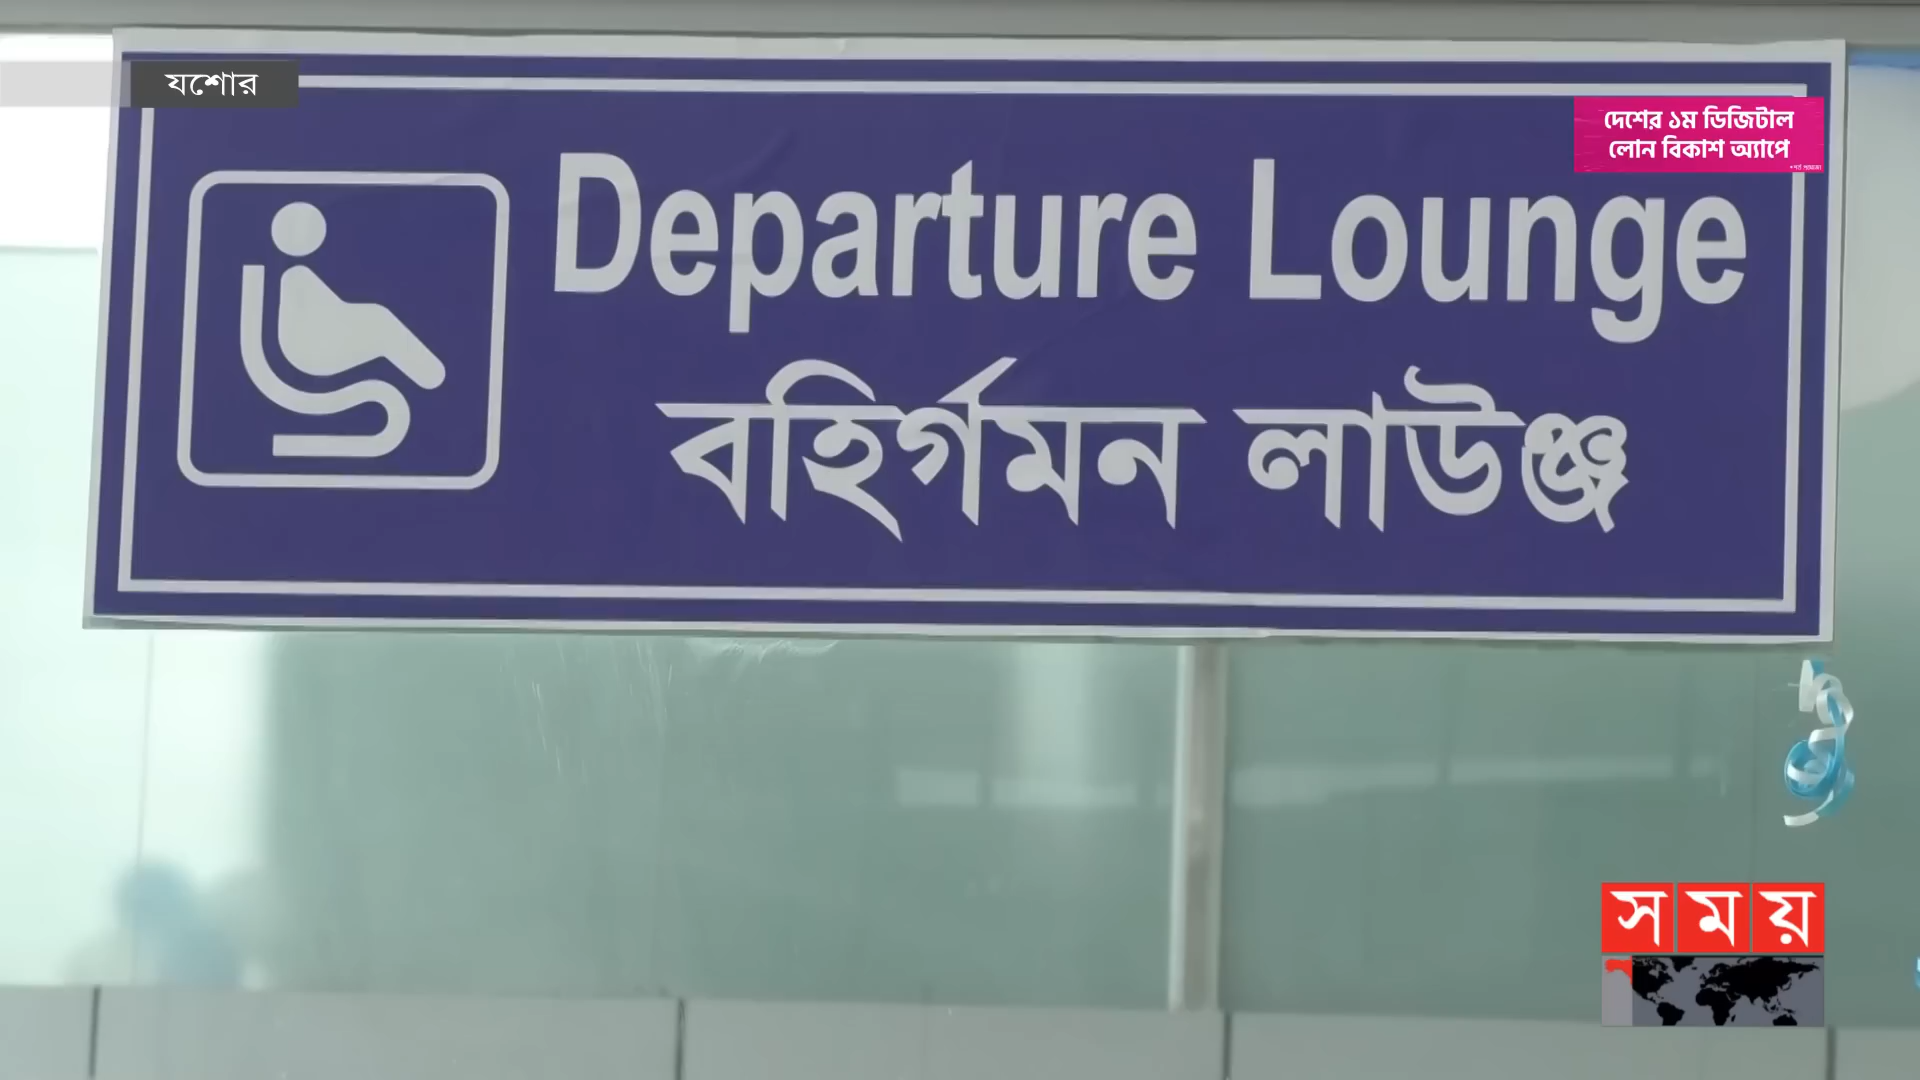 যশোর
দেশের ১ম ডিজিটাল
লোন বিকাশ অ্যাপে
Departure Lounge
বহির্গমন লাউঞ্জ
সময়